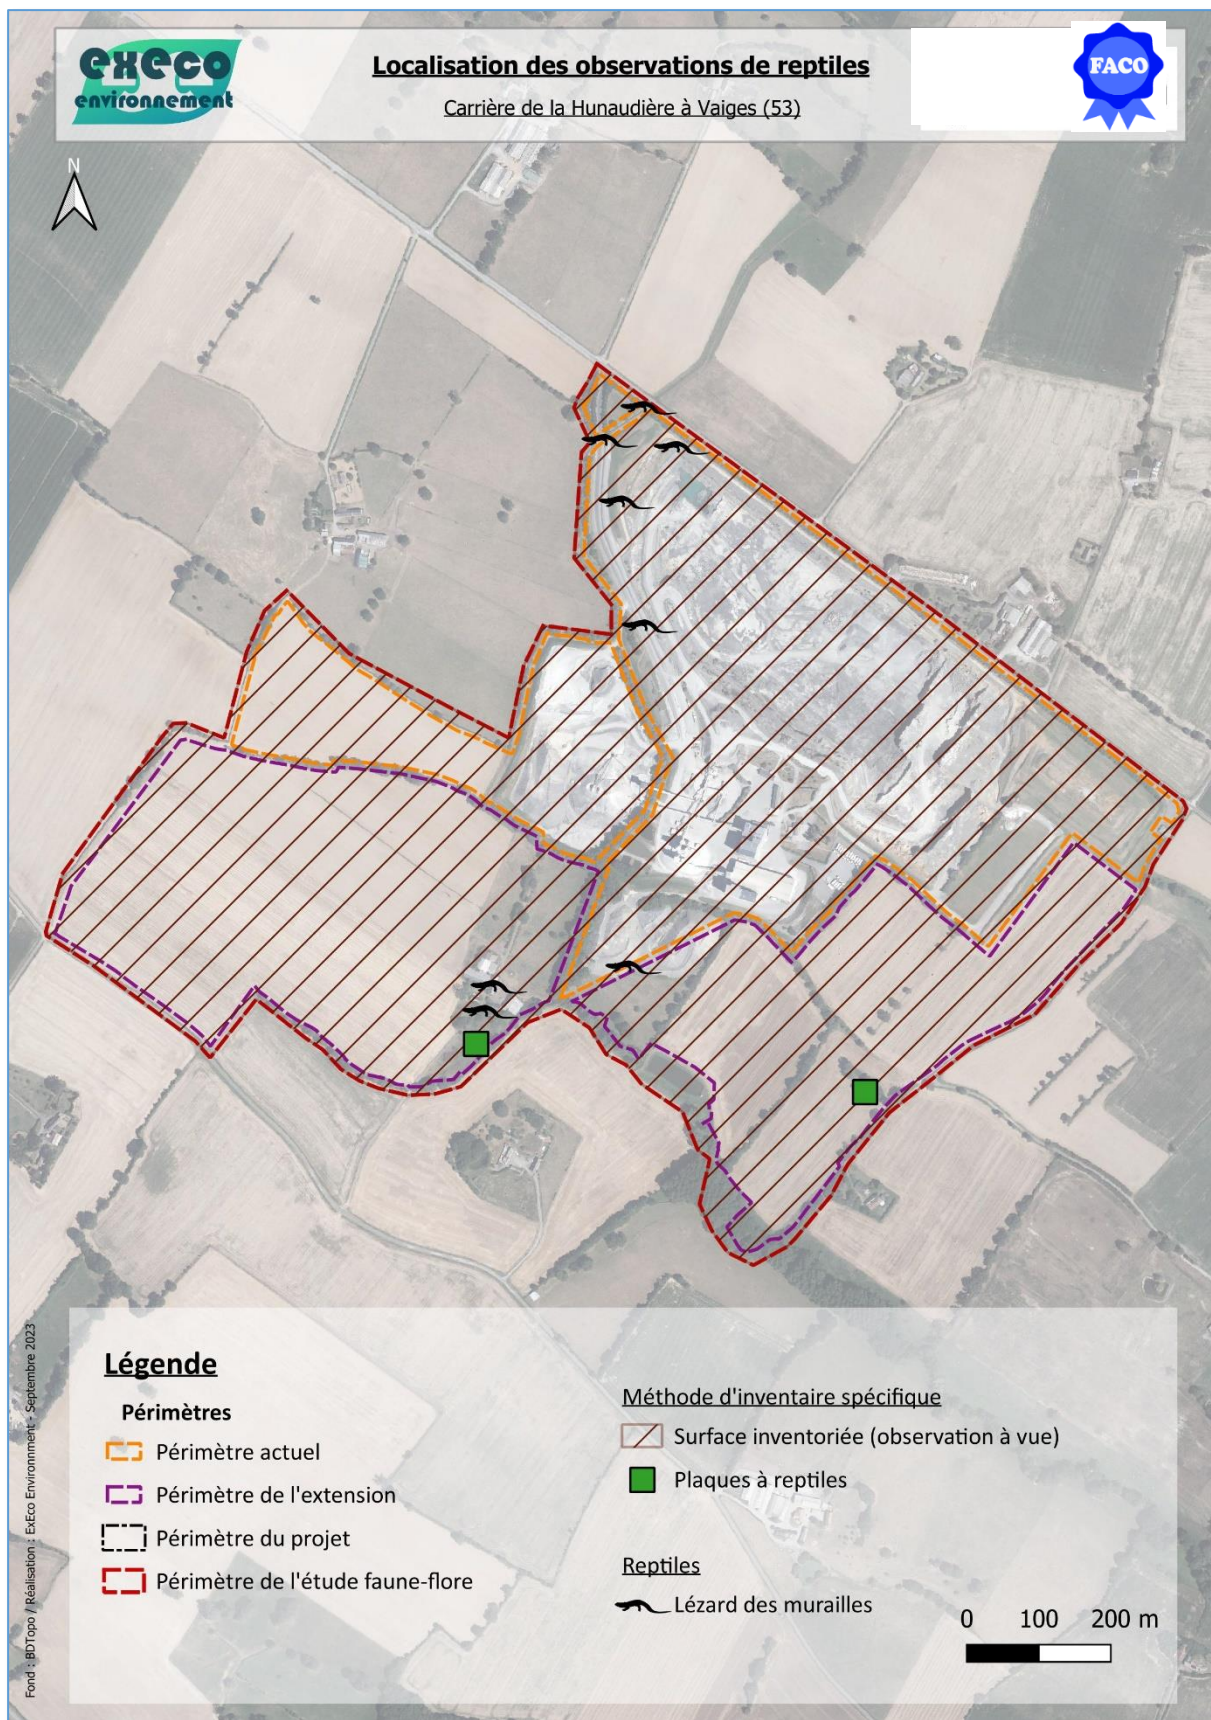 execo
environnement
Localisation des observations de reptiles
Carrière de la Hunaudière à Vaiges (53)
FACO
N
Légende
Périmètres
Périmètre actuel
Périmètre de l'extension
Périmètre du projet
Périmètre de l'étude faune-flore
Méthode d'inventaire spécifique
Surface inventoriée (observation à vue)
Plaques à reptiles
Reptiles
Lézard des murailles
0 100 200 m
Fond : BDTopo / Réalisation : ExEco Environnment - Septembre 2023